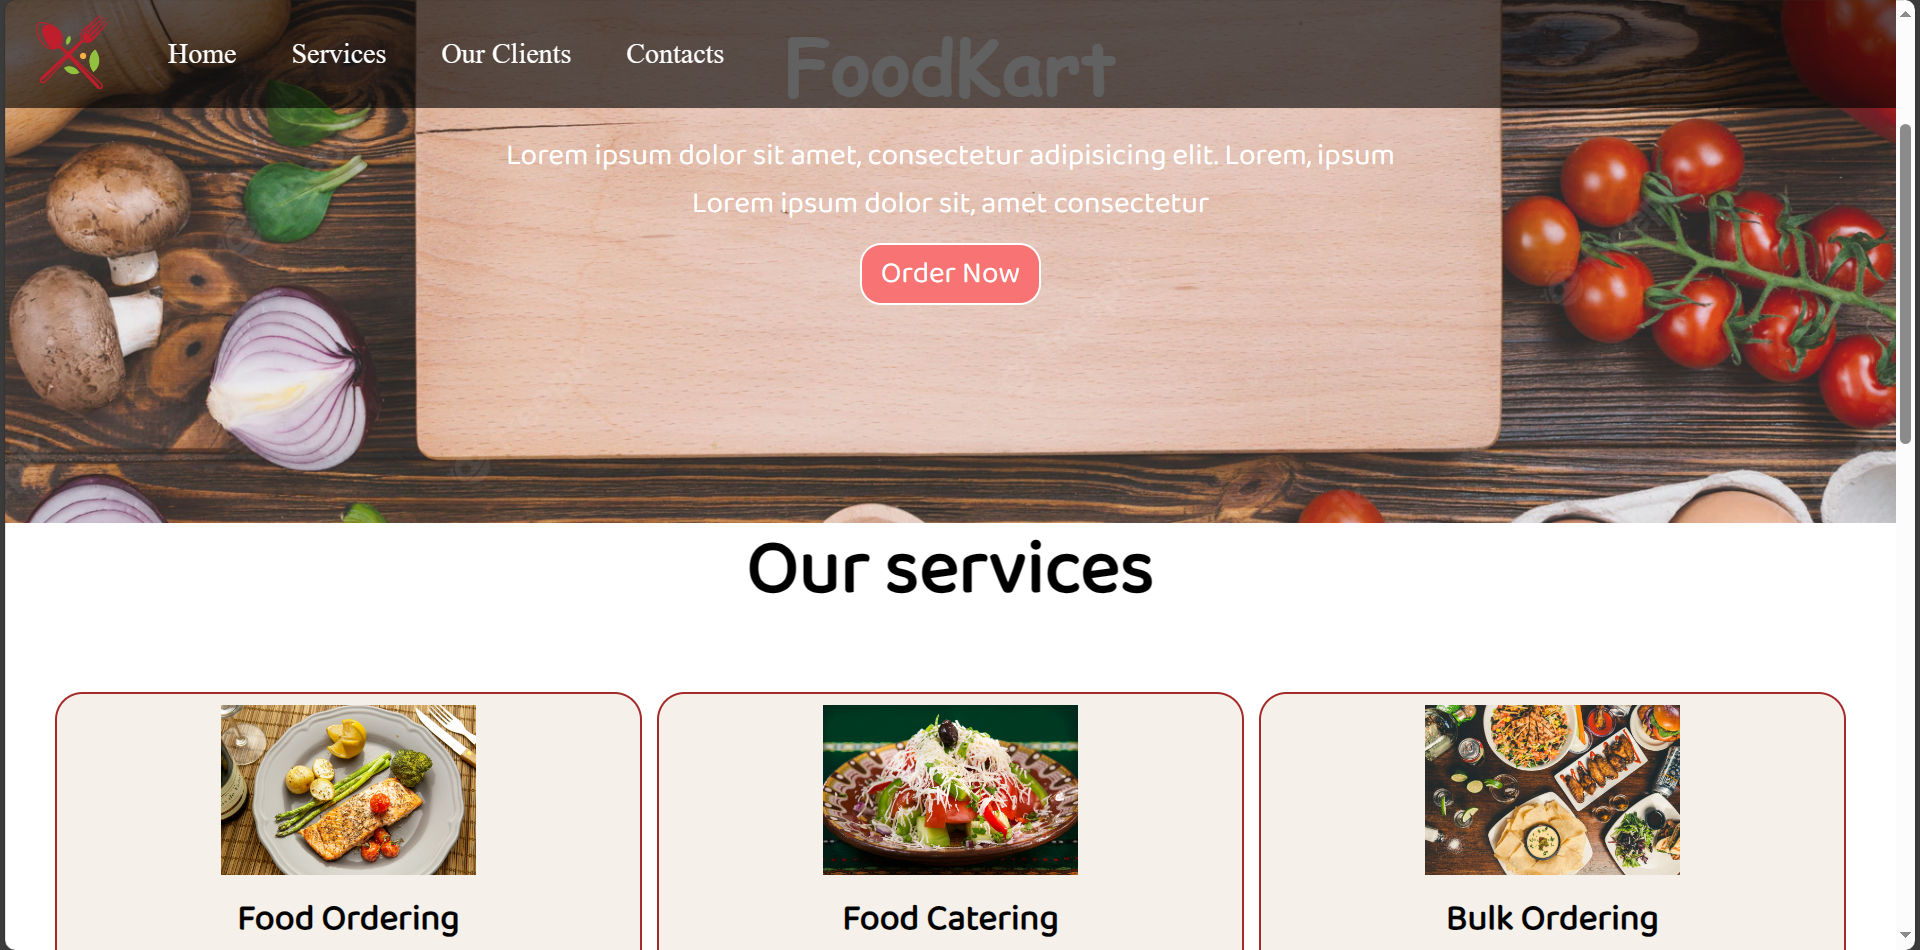 Home Services Our Clients Contacts
FoodKart
Lorem ipsum dolor sit amet, consectetur adipisicing elit. Lorem, ipsum
Lorem ipsum dolor sit, amet consectetur
Order Now
Our services
Food Ordering
Food Catering
Bulk Ordering